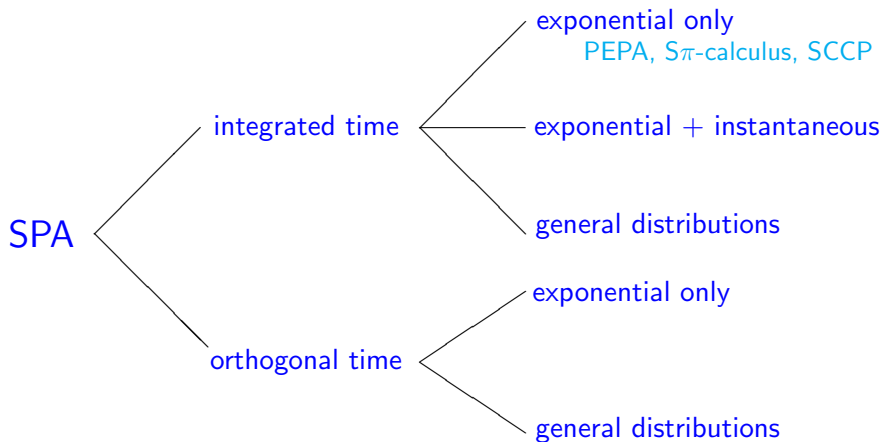 exponential only
PEPA, Sπ-calculus, SCCP
integrated time
exponential + instantaneous
general distributions
SPA
exponential only
orthogonal time
general distributions